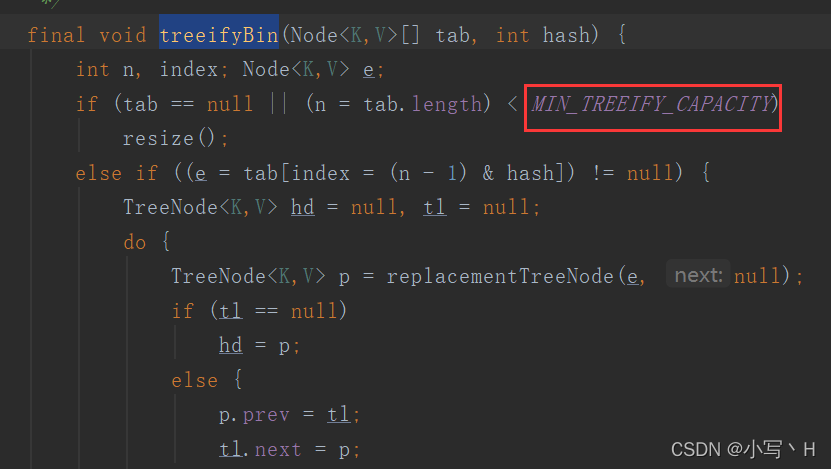 */
final void treeifyBin(Node<K,V>[] tab, int hash) {
int n, index; Node<K,V> e;
if (tab == null || (n = tab.length) < MIN_TREEIFY_CAPACITY)
resize();
else if ((e = tab[index = (n - 1) & hash]) != null) {
TreeNode<K,V> hd = null, tl = null;
do {
TreeNode<K,V> p = replacementTreeNode(e, next: null);
if (tl == null)
hd = p;
else {
p.prev = tl;
tl.next = p;
CSDN @小写丶H